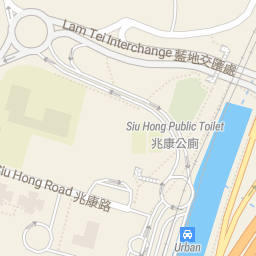 Lam Tei Interchange 藍地交匯處
Siu Hong Public Toilet
兆康公廁
Siu Hong Road 兆康路
Urban